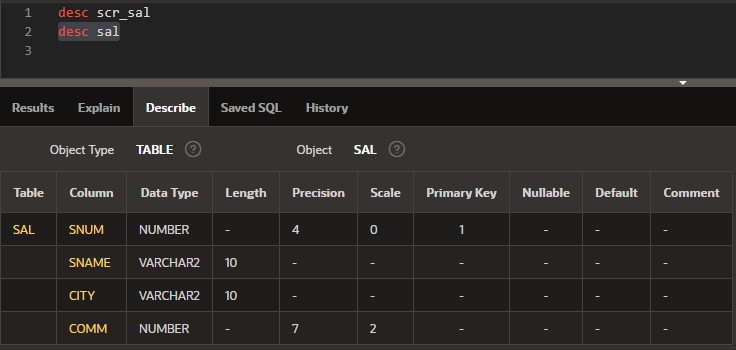 1 desc scr_sal
2 desc sal
3
Results Explain Describe Saved SQL History
Object Type TABLE ? Object SAL ?
Table Column Data Type Length Precision Scale Primary Key Nullable Default Comment
SAL SNUM NUMBER - 4 0 1 - - -
SNAME VARCHAR2 10 - - - - - -
CITY VARCHAR2 10 - - - - - -
COMM NUMBER - 7 2 - - - -